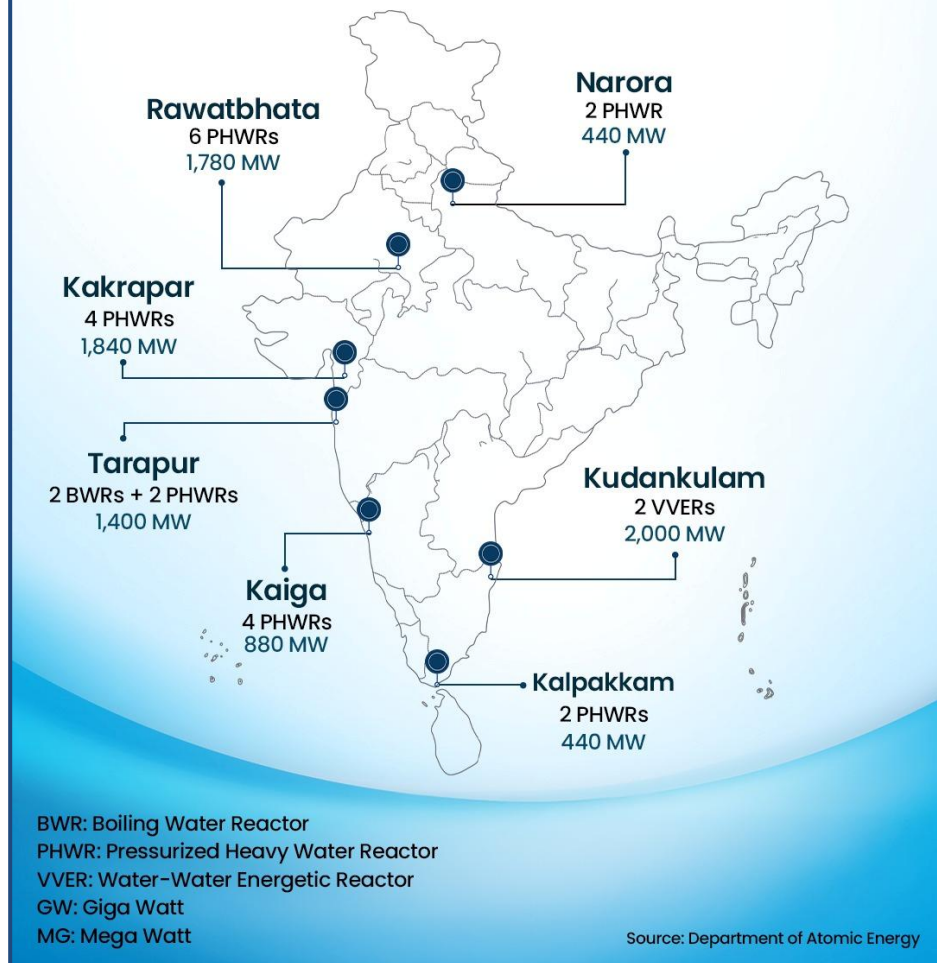 Rawatbhata
6 PHWRs
1,780 MW
Narora
2 PHWR
440 MW
Kakrapar
4 PHWRs
1,840 MW
Tarapur
2 BWRs + 2 PHWRs
1,400 MW
Kudankulam
2 VVERs
2,000 MW
Kaiga
4 PHWRs
880 MW
Kalpakkam
2 PHWRs
440 MW
BWR: Boiling Water Reactor
PHWR: Pressurized Heavy Water Reactor
VVER: Water-Water Energetic Reactor
GW: Giga Watt
MG: Mega Watt
Source: Department of Atomic Energy